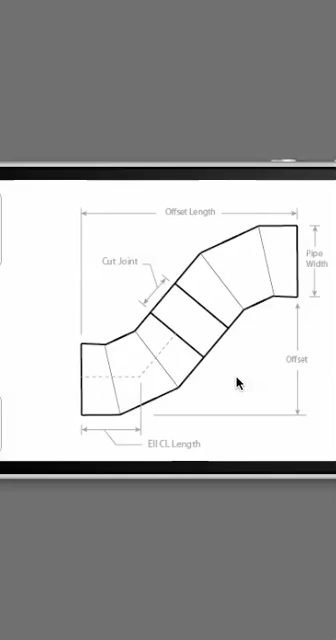 Offset Length
Cut Joint
Pipe
Width
Offset
Ell CL Length